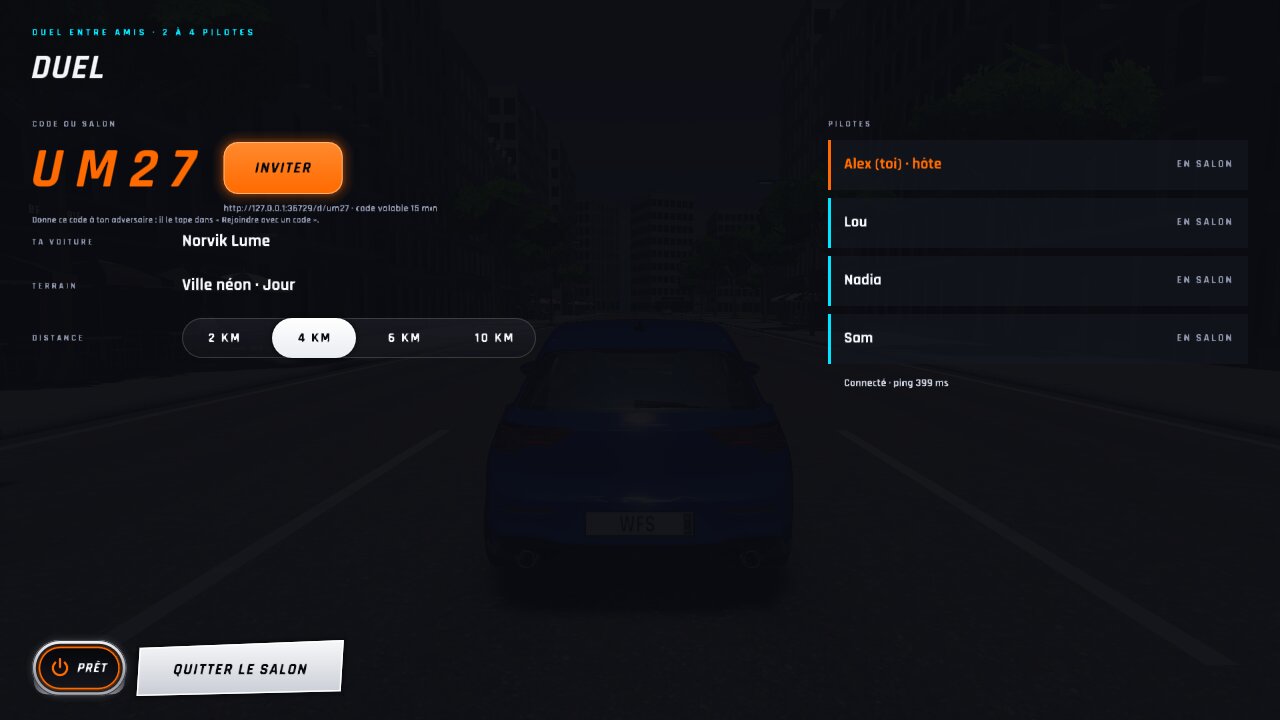 DUEL ENTRE AMIS · 2 À 4 PILOTES
DUEL
CODE DU SALON
UM27
INVITER
http://127.0.0.1:36729/d/um27 · code valable 15 min
Donne ce code à ton adversaire : il le tape dans « Rejoindre avec un code ».
TA VOITURE
Norvik Lume
TERRAIN
Ville néon · Jour
DISTANCE
2 KM
4 KM
6 KM
10 KM
PILOTES
Alex (toi) · hôte
EN SALON
Lou
EN SALON
Nadia
EN SALON
Sam
EN SALON
Connecté · ping 399 ms
WFS
PRÊT
QUITTER LE SALON